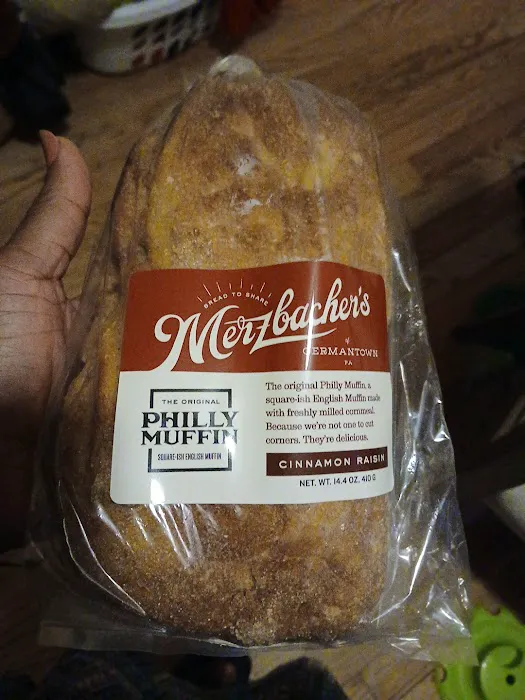 BREAD TO SHARE
Merzbacher's
of
GERMANTOWN
PA
THE ORIGINAL
PHILLY
MUFFIN
SQUARE-ISH ENGLISH MUFFIN
The original Philly Muffin, a
square-ish English Muffin made
with freshly milled cornmeal.
Because we're not one to cut
corners. They're delicious.
CINNAMON RAISIN
NET. WT. 14.4 OZ. 410 G